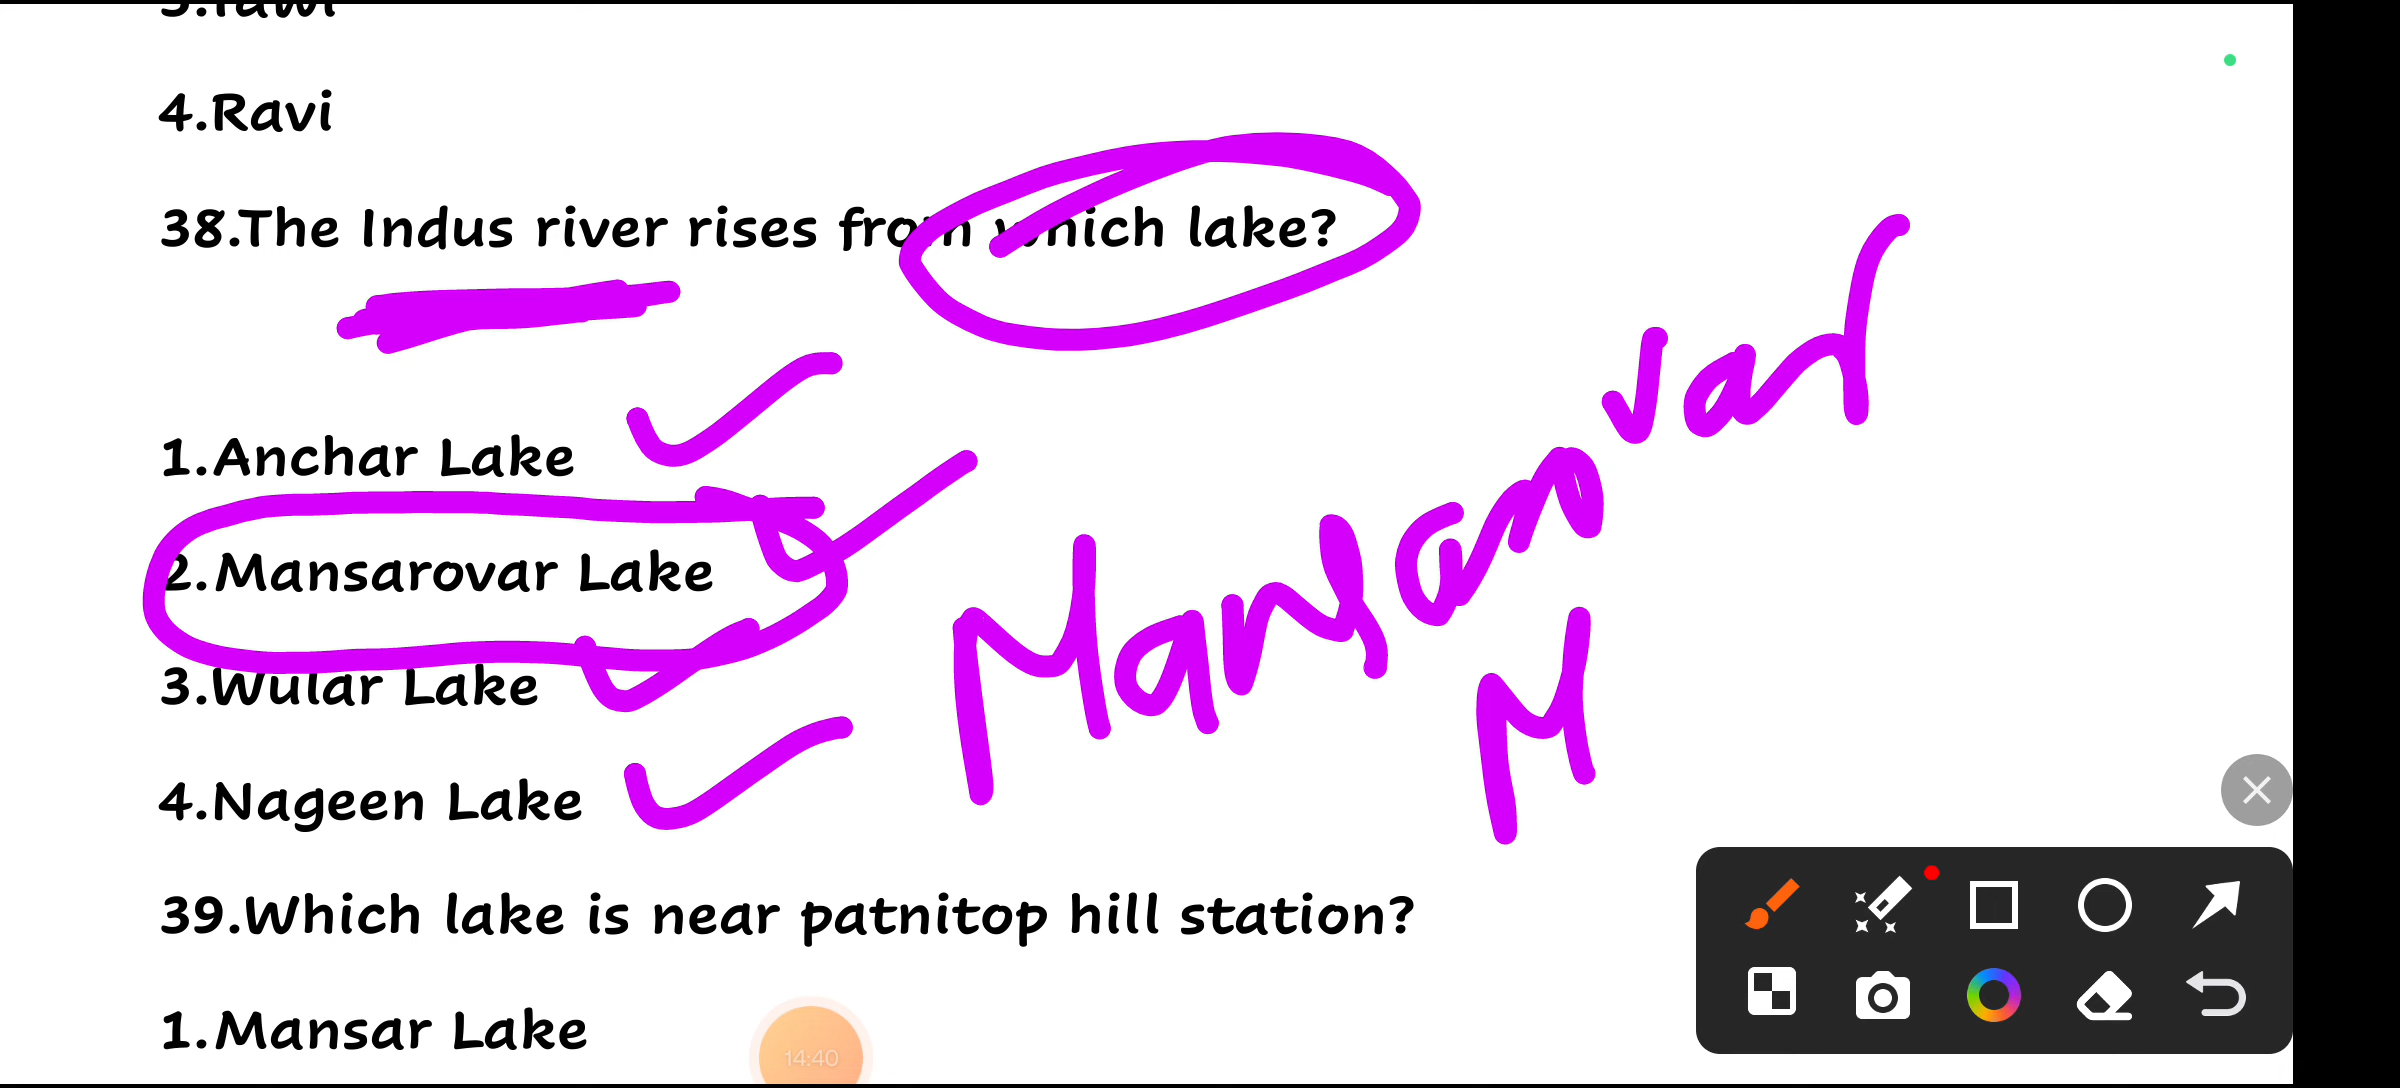 4.Ravi
38.The Indus river rises from which lake?
1.Anchar Lake
2.Mansarovar Lake
3.Wular Lake
4.Nageen Lake
Mansarovar
M
39.Which lake is near patnitop hill station?
1.Mansar Lake
14:40